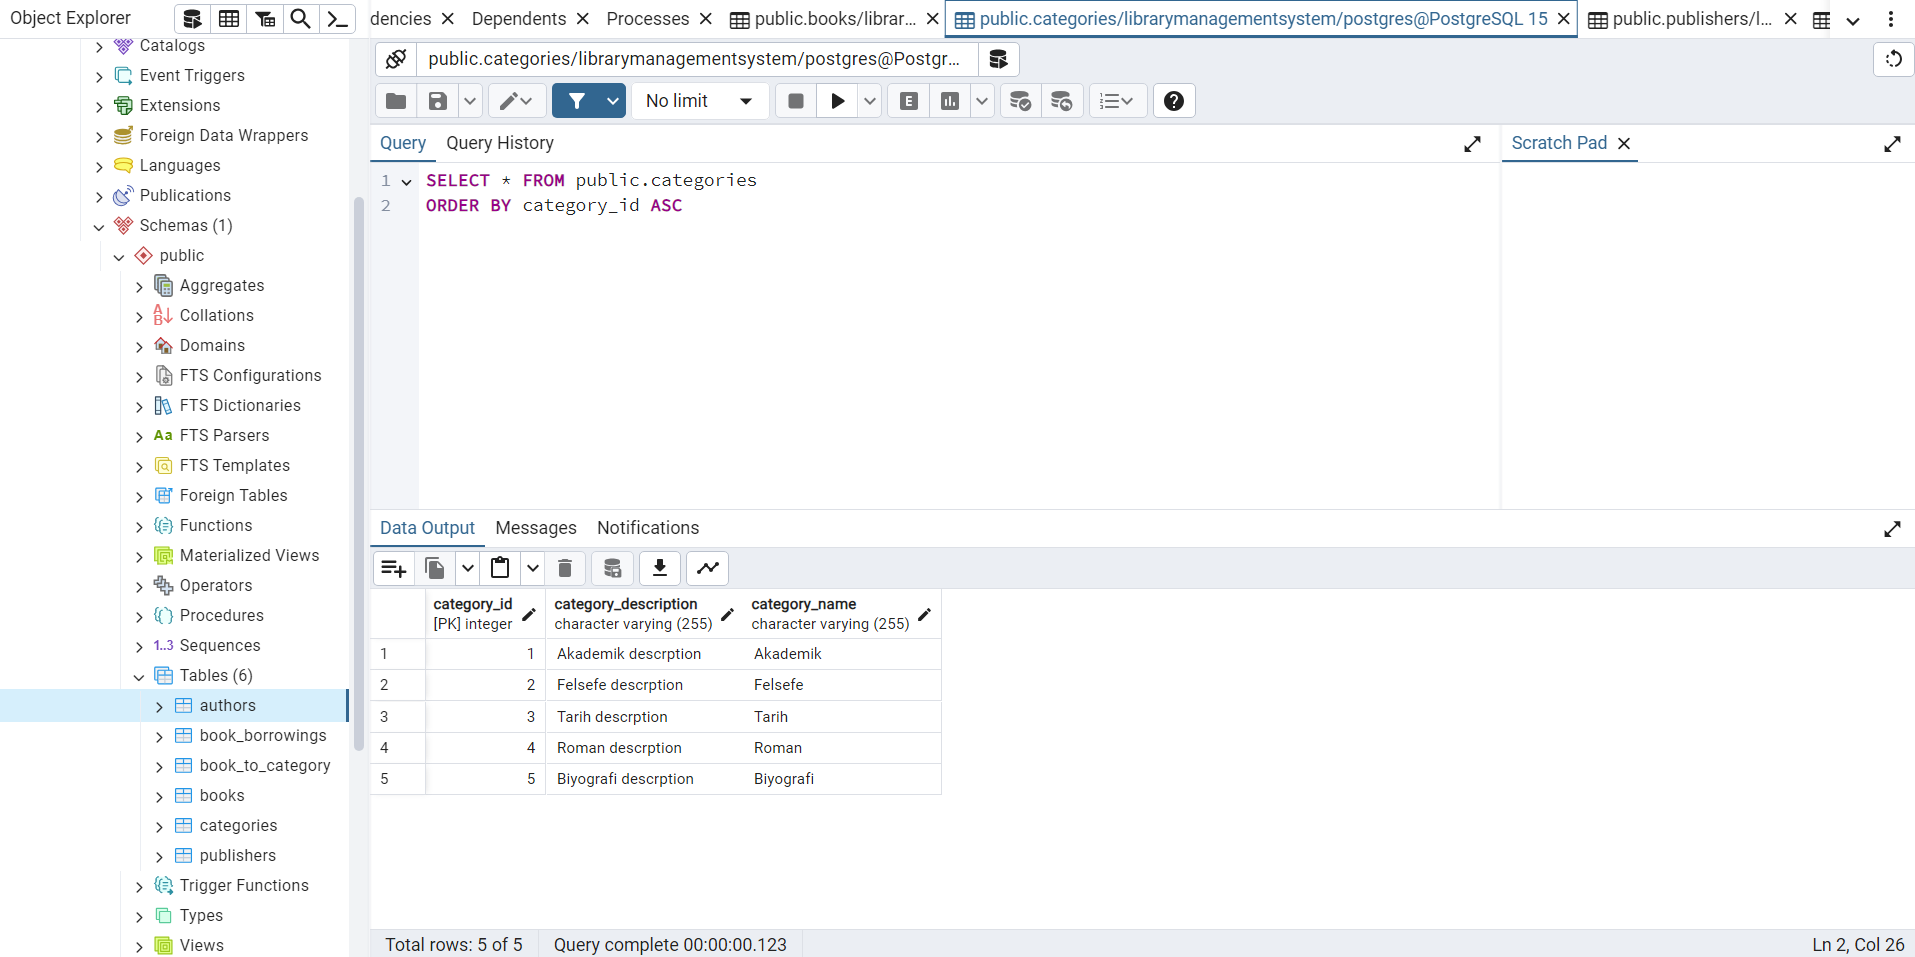 Object Explorer
Catalogs
Event Triggers
Extensions
Foreign Data Wrappers
Languages
Publications
Schemas (1)
public
Aggregates
Collations
Domains
FTS Configurations
FTS Dictionaries
Aa FTS Parsers
FTS Templates
Foreign Tables
Functions
Materialized Views
Operators
Procedures
1..3 Sequences
Tables (6)
authors
book_borrowings
book_to_category
books
categories
publishers
Trigger Functions
Types
Views
dencies Dependents Processes public.books/librar... public.categories/librarymanagementsystem/postgres@PostgreSQL 15 public.publishers/l...
public.categories/librarymanagementsystem/postgres@Postgr...
No limit E
Query Query History Scratch Pad
1 SELECT * FROM public.categories
2 ORDER BY category_id ASC
Data Output Messages Notifications
category_id category_description category_name
[PK] integer character varying (255) character varying (255)
1 1 Akademik descrption Akademik
2 2 Felsefe descrption Felsefe
3 3 Tarih descrption Tarih
4 4 Roman descrption Roman
5 5 Biyografi descrption Biyografi
Total rows: 5 of 5 Query complete 00:00:00.123 Ln 2, Col 26